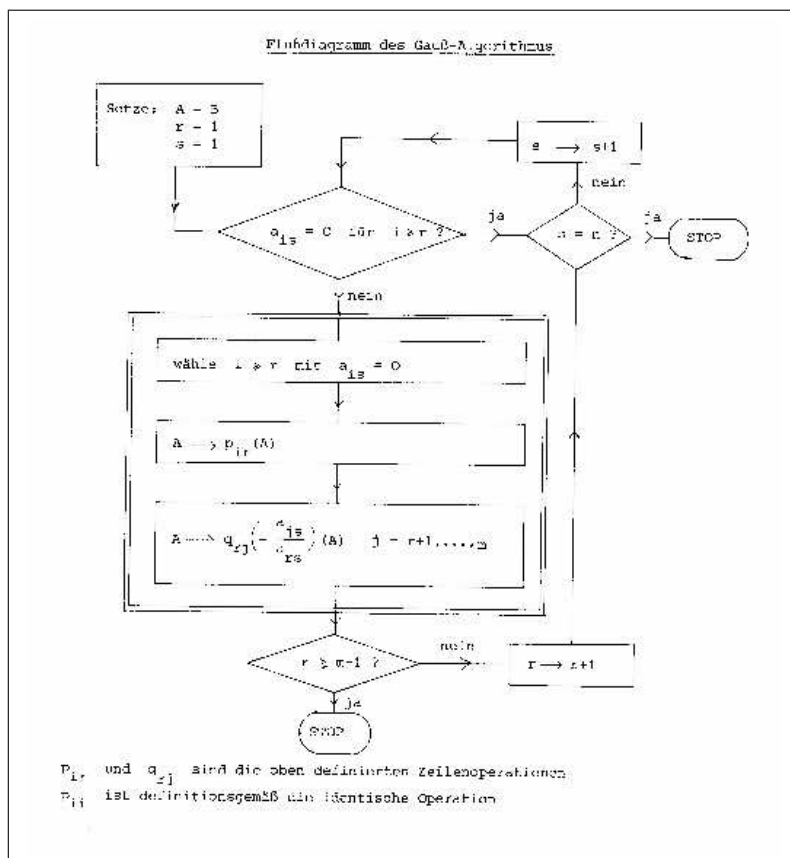 Flußdiagramm des Gauß-Algorithmus
Setze: A = B
r = 1
s = 1
s → s+1
nein
a_is = 0 für i ⩾ r ?
ja
s = n ?
ja
STOP
nein
wähle i ⩾ r mit a_is = 0
A → p_ir (A)
A → q_rj (- a_js / a_rs) (A) j = r+1,...,m
r ⩾ m-1 ?
nein
r → r+1
ja
STOP
P_ir und q_rj sind die oben definierten Zeilenoperationen
P_ii ist definitionsgemäß die identische Operation